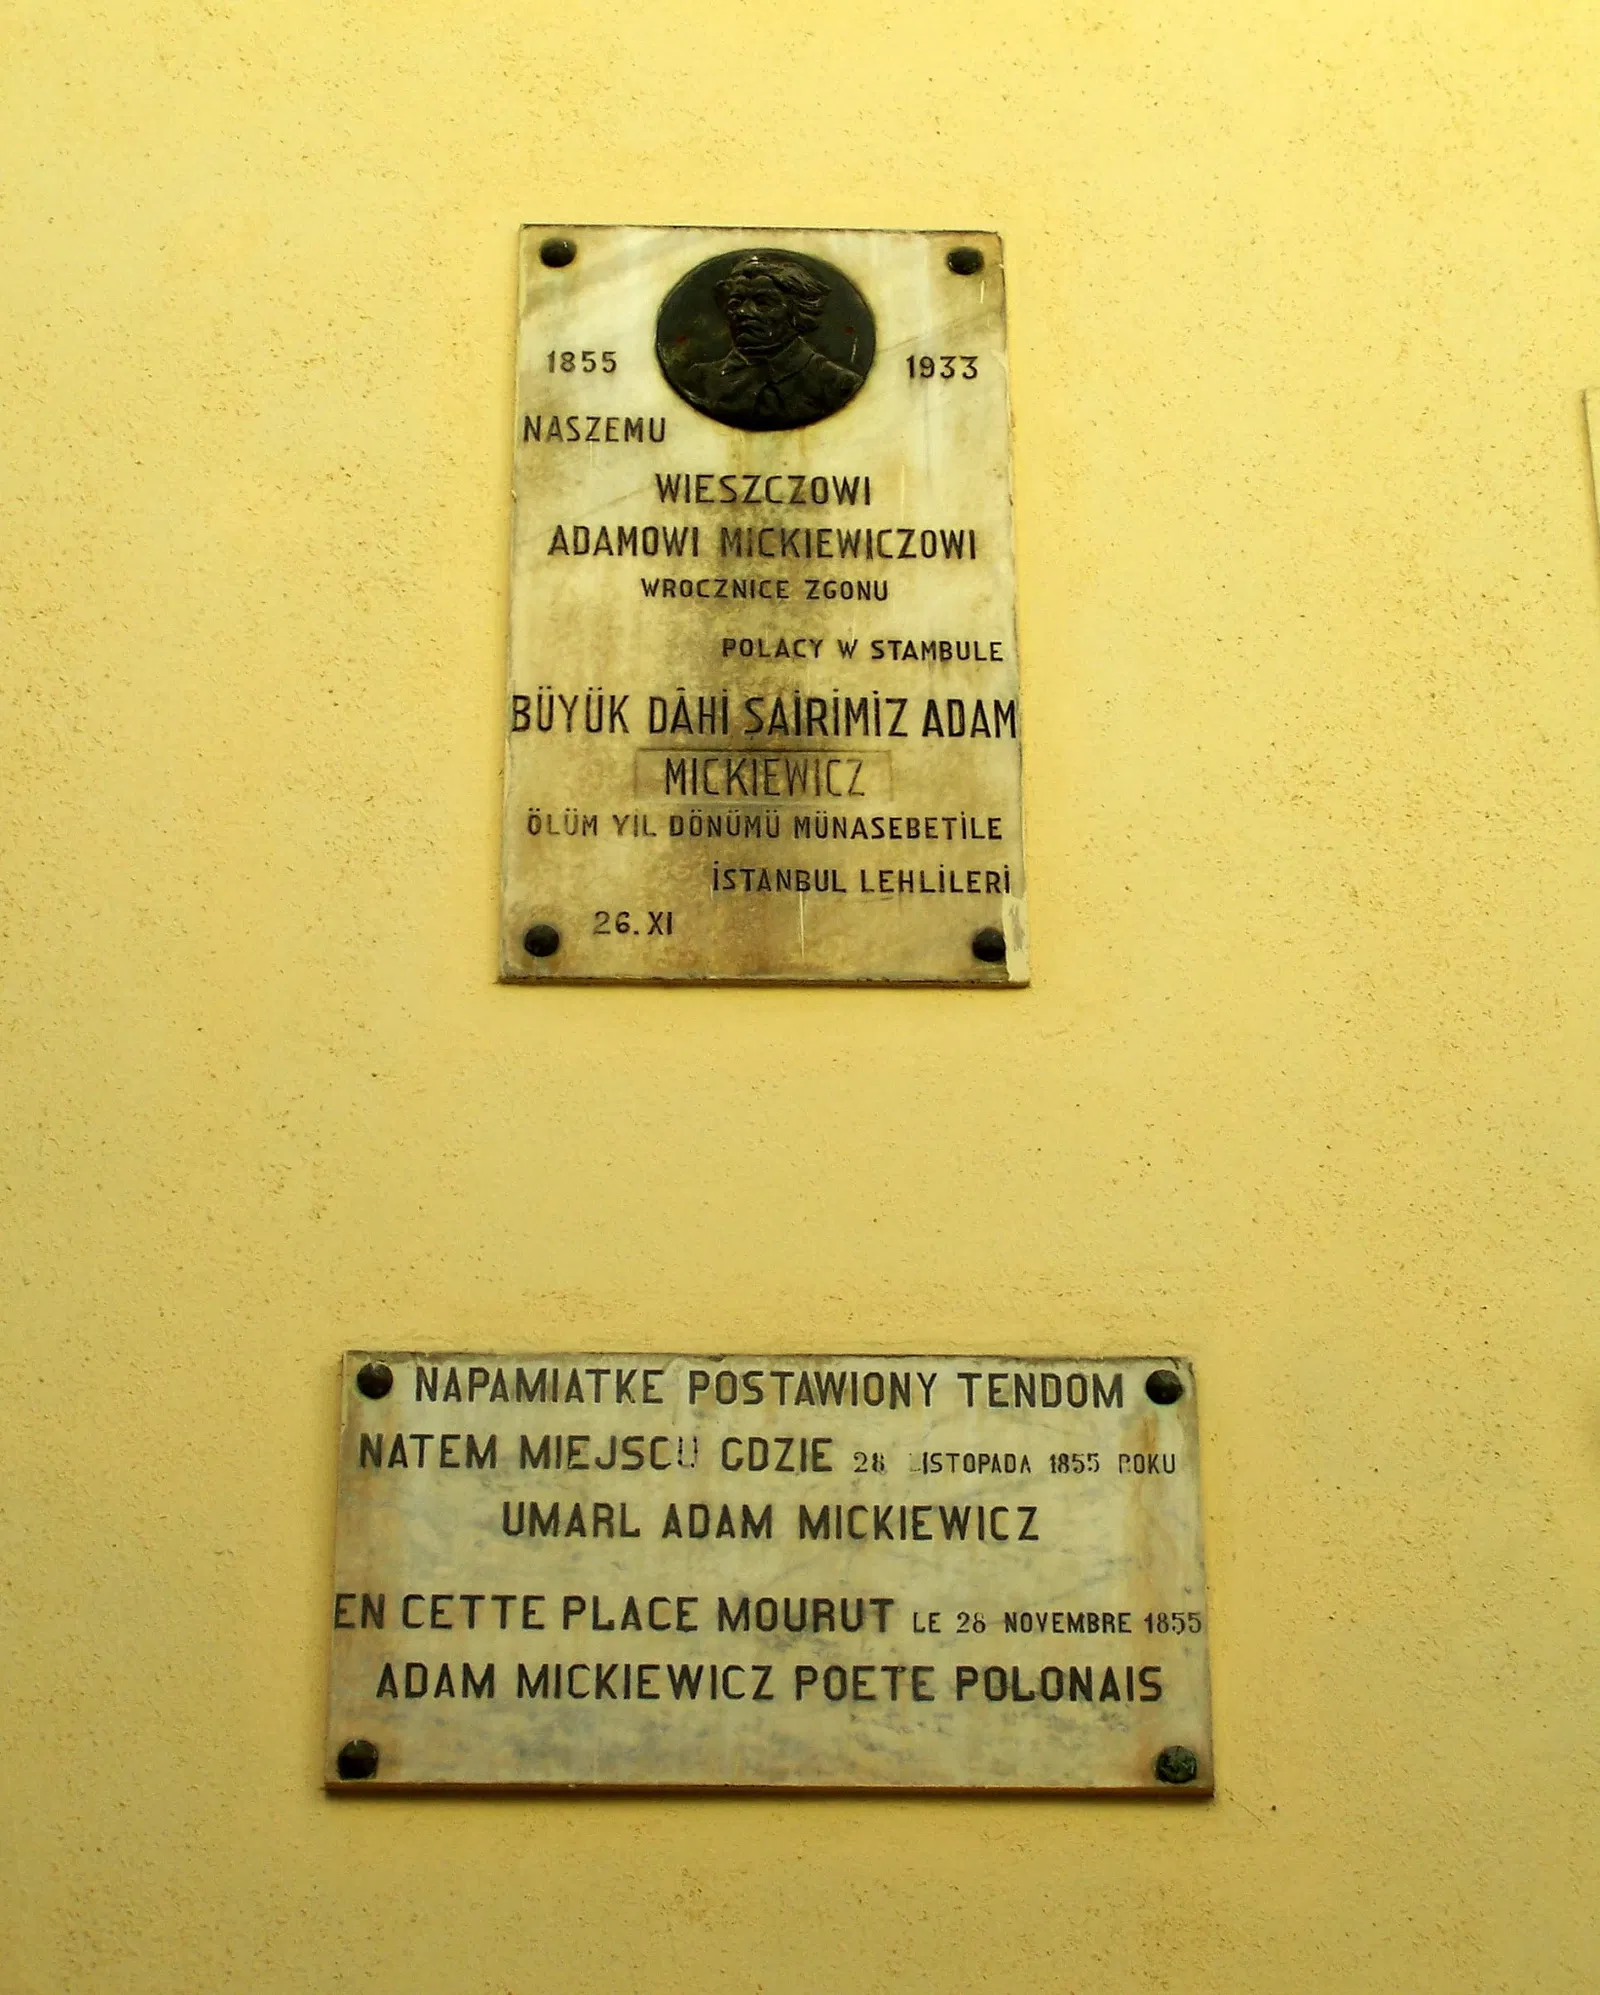 1855 1933
NASZEMU
WIESZCZOWI
ADAMOWI MICKIEWICZOWI
WROCZNICE ZGONU
POLACY W STAMBULE
BÜYÜK DÂHİ ŞAİRİMİZ ADAM
MICKIEWICZ
ÖLÜM YİL DÖNÜMÜ MÜNASEBETİLE
İSTANBUL LEHLİLERİ
26. XI
NAPAMIATKE POSTAWIONY TENDOM
NATEM MIEJSCU GDZIE 28 LISTOPADA 1855 ROKU
UMARL ADAM MICKIEWICZ
EN CETTE PLACE MOURUT LE 28 NOVEMBRE 1855
ADAM MICKIEWICZ POETE POLONAIS